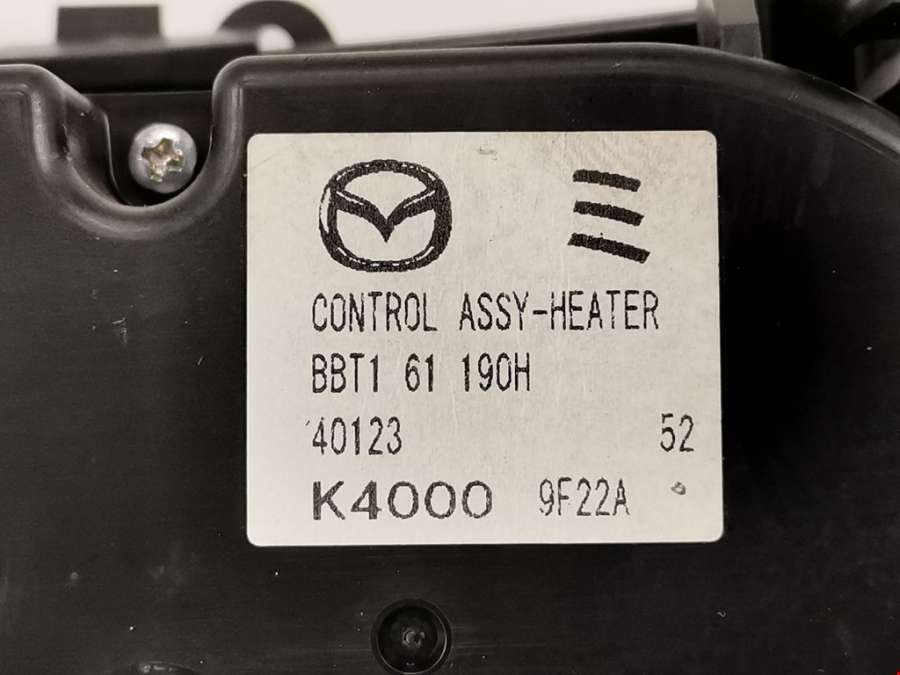 CONTROL ASSY-HEATER
BBT1 61 190H
40123 52
K4000 9F22A